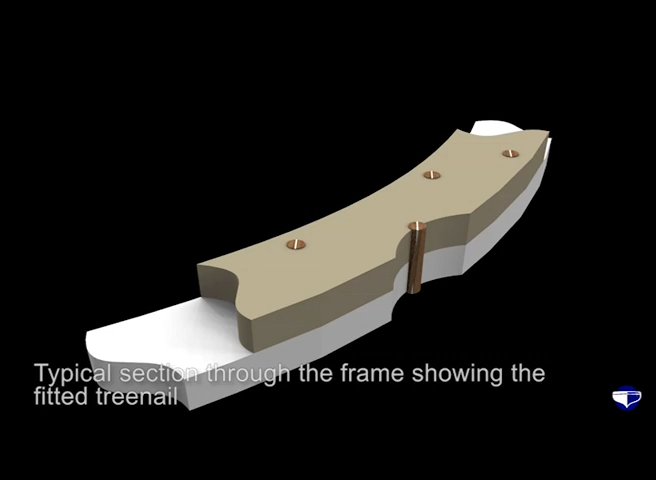 Typical section through the frame showing the
fitted treenail